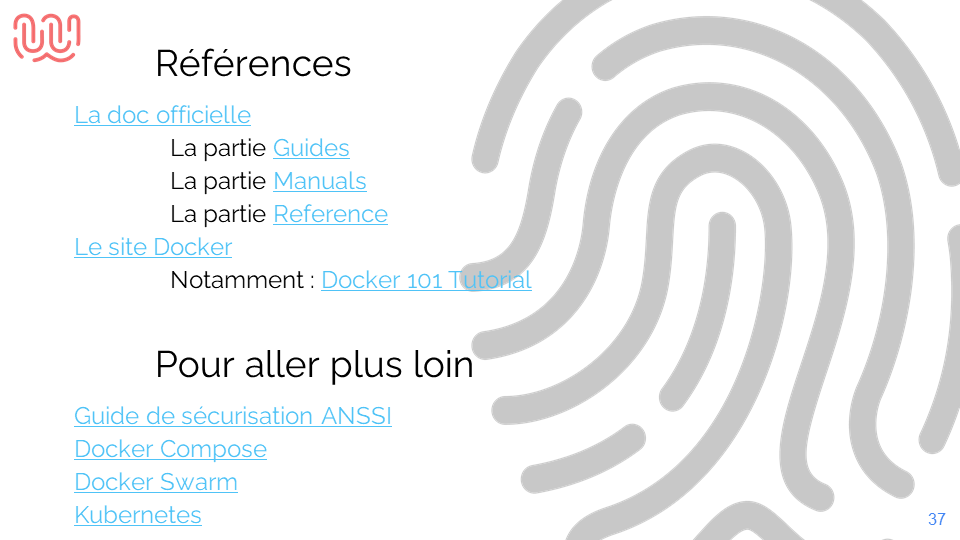 Références
La doc officielle
La partie Guides
La partie Manuals
La partie Reference
Le site Docker
Notamment : Docker 101 Tutorial
Pour aller plus loin
Guide de sécurisation ANSSI
Docker Compose
Docker Swarm
Kubernetes
37